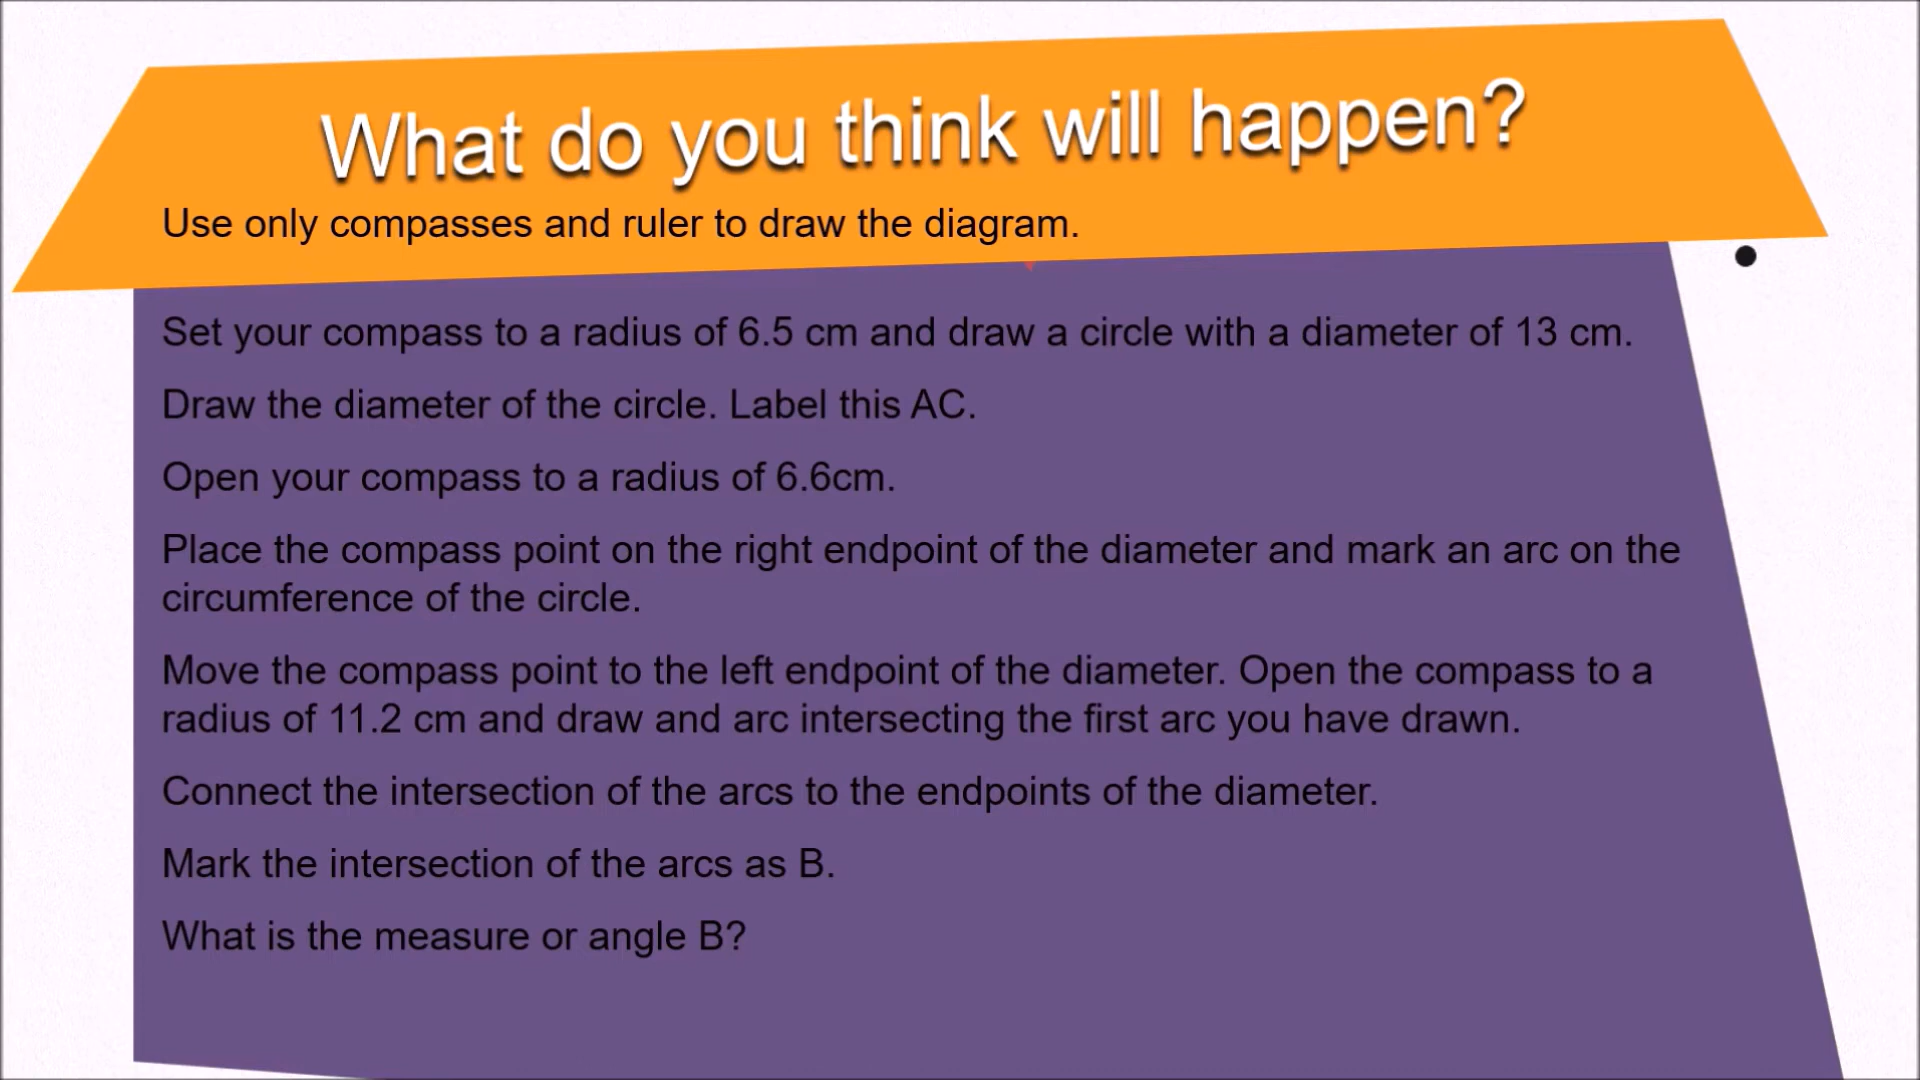 What do you think will happen?
Use only compasses and ruler to draw the diagram.
Set your compass to a radius of 6.5 cm and draw a circle with a diameter of 13 cm.
Draw the diameter of the circle. Label this AC.
Open your compass to a radius of 6.6cm.
Place the compass point on the right endpoint of the diameter and mark an arc on the
circumference of the circle.
Move the compass point to the left endpoint of the diameter. Open the compass to a
radius of 11.2 cm and draw and arc intersecting the first arc you have drawn.
Connect the intersection of the arcs to the endpoints of the diameter.
Mark the intersection of the arcs as B.
What is the measure or angle B?